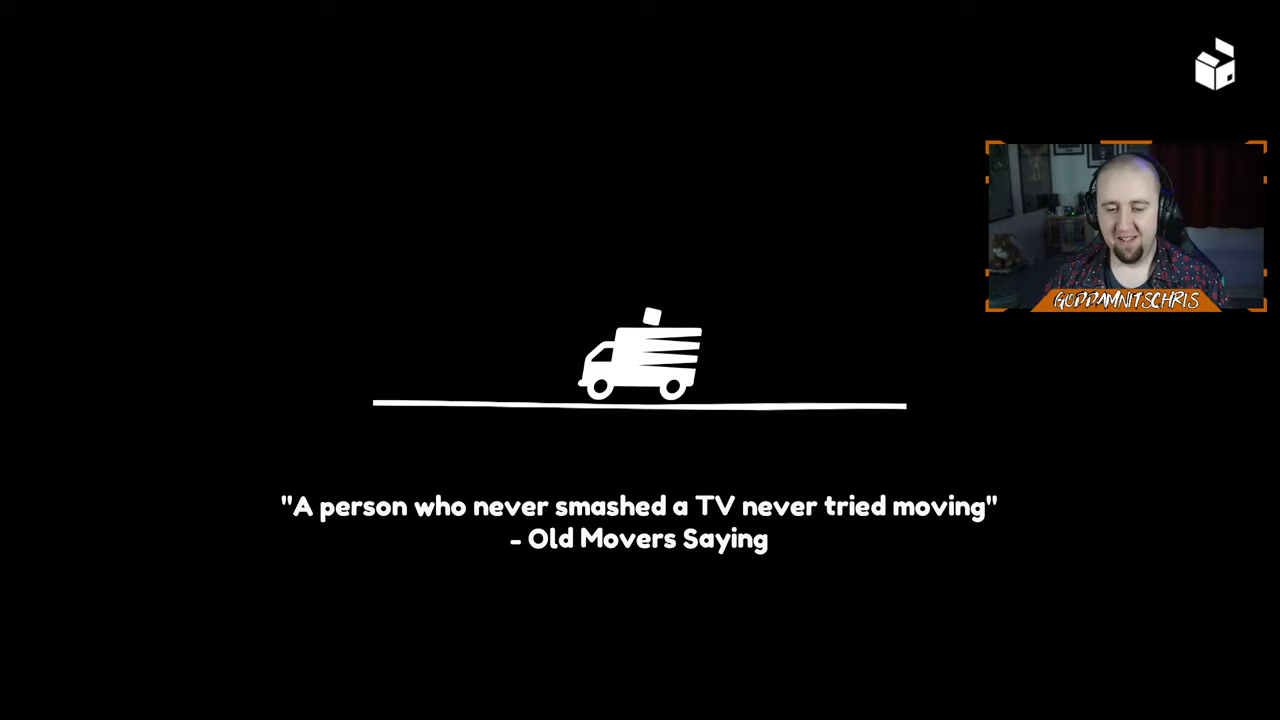 GODDAMNITSCHRIS
"A person who never smashed a TV never tried moving"
- Old Movers Saying